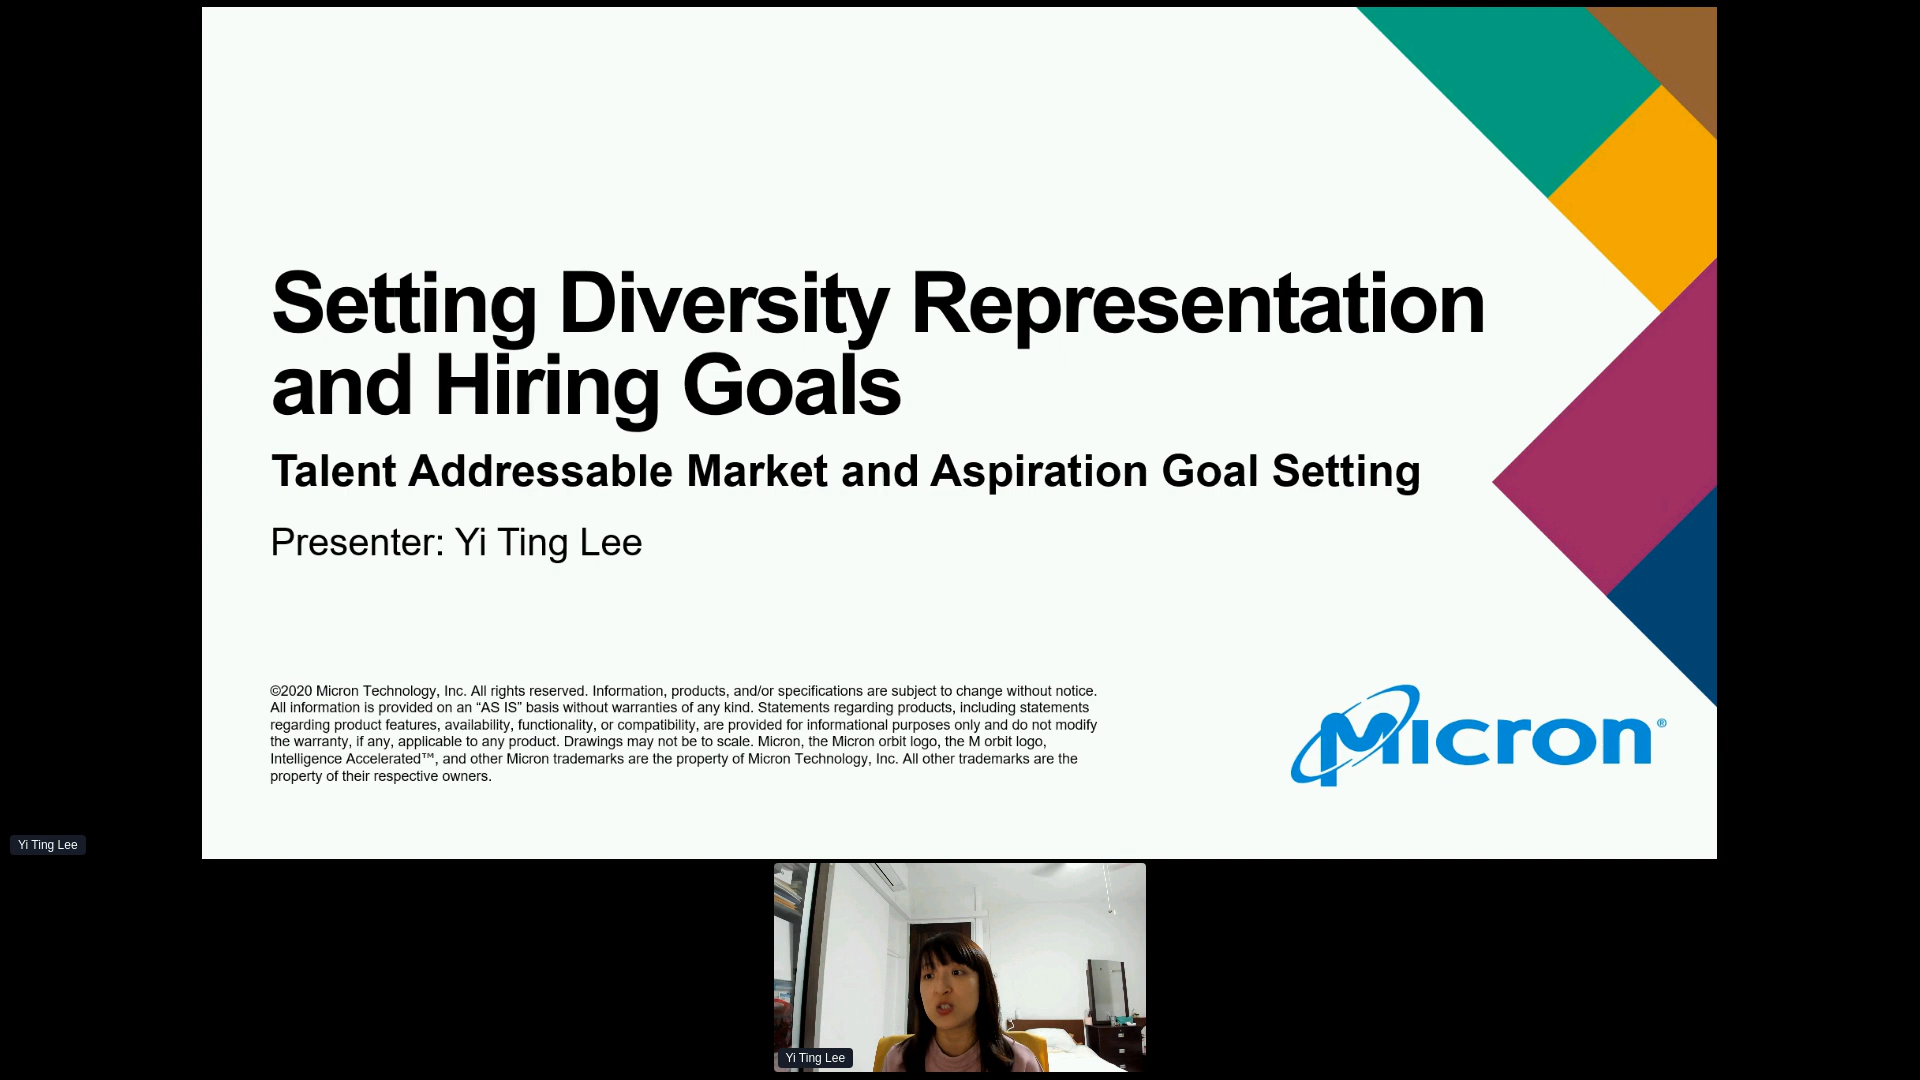 Setting Diversity Representation
and Hiring Goals
Talent Addressable Market and Aspiration Goal Setting
Presenter: Yi Ting Lee
©2020 Micron Technology, Inc. All rights reserved. Information, products, and/or specifications are subject to change without notice.
All information is provided on an “AS IS” basis without warranties of any kind. Statements regarding products, including statements
regarding product features, availability, functionality, or compatibility, are provided for informational purposes only and do not modify
the warranty, if any, applicable to any product. Drawings may not be to scale. Micron, the Micron orbit logo, the M orbit logo,
Intelligence Accelerated™, and other Micron trademarks are the property of Micron Technology, Inc. All other trademarks are the
property of their respective owners.
Micron®
Yi Ting Lee
Yi Ting Lee